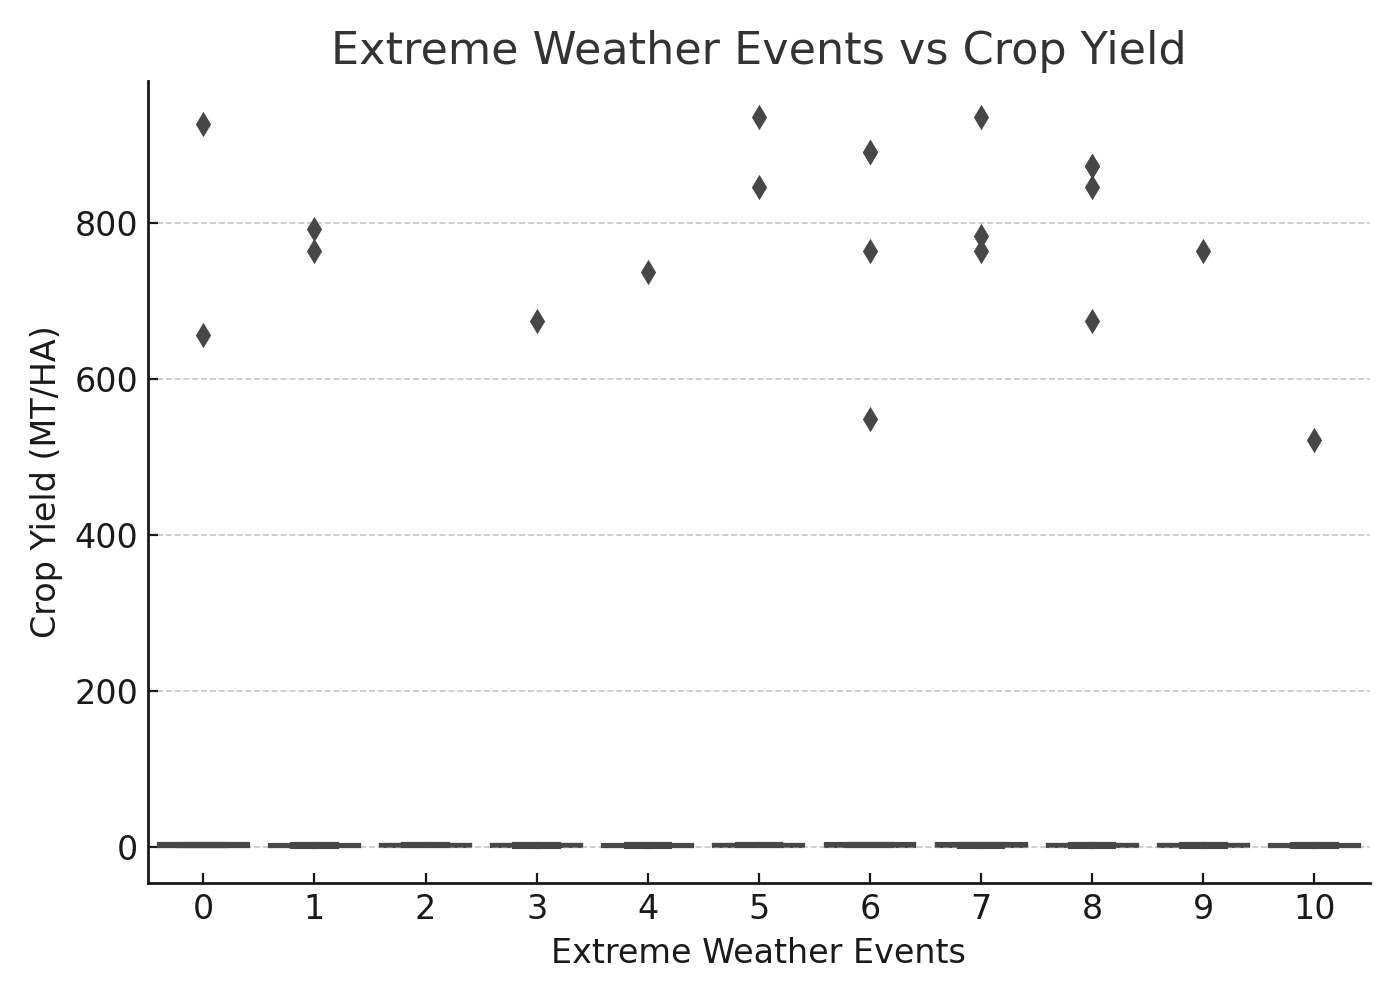 Extreme Weather Events vs Crop Yield
Crop Yield (MT/HA)
800
600
400
200
0
0 1 2 3 4 5 6 7 8 9 10
Extreme Weather Events